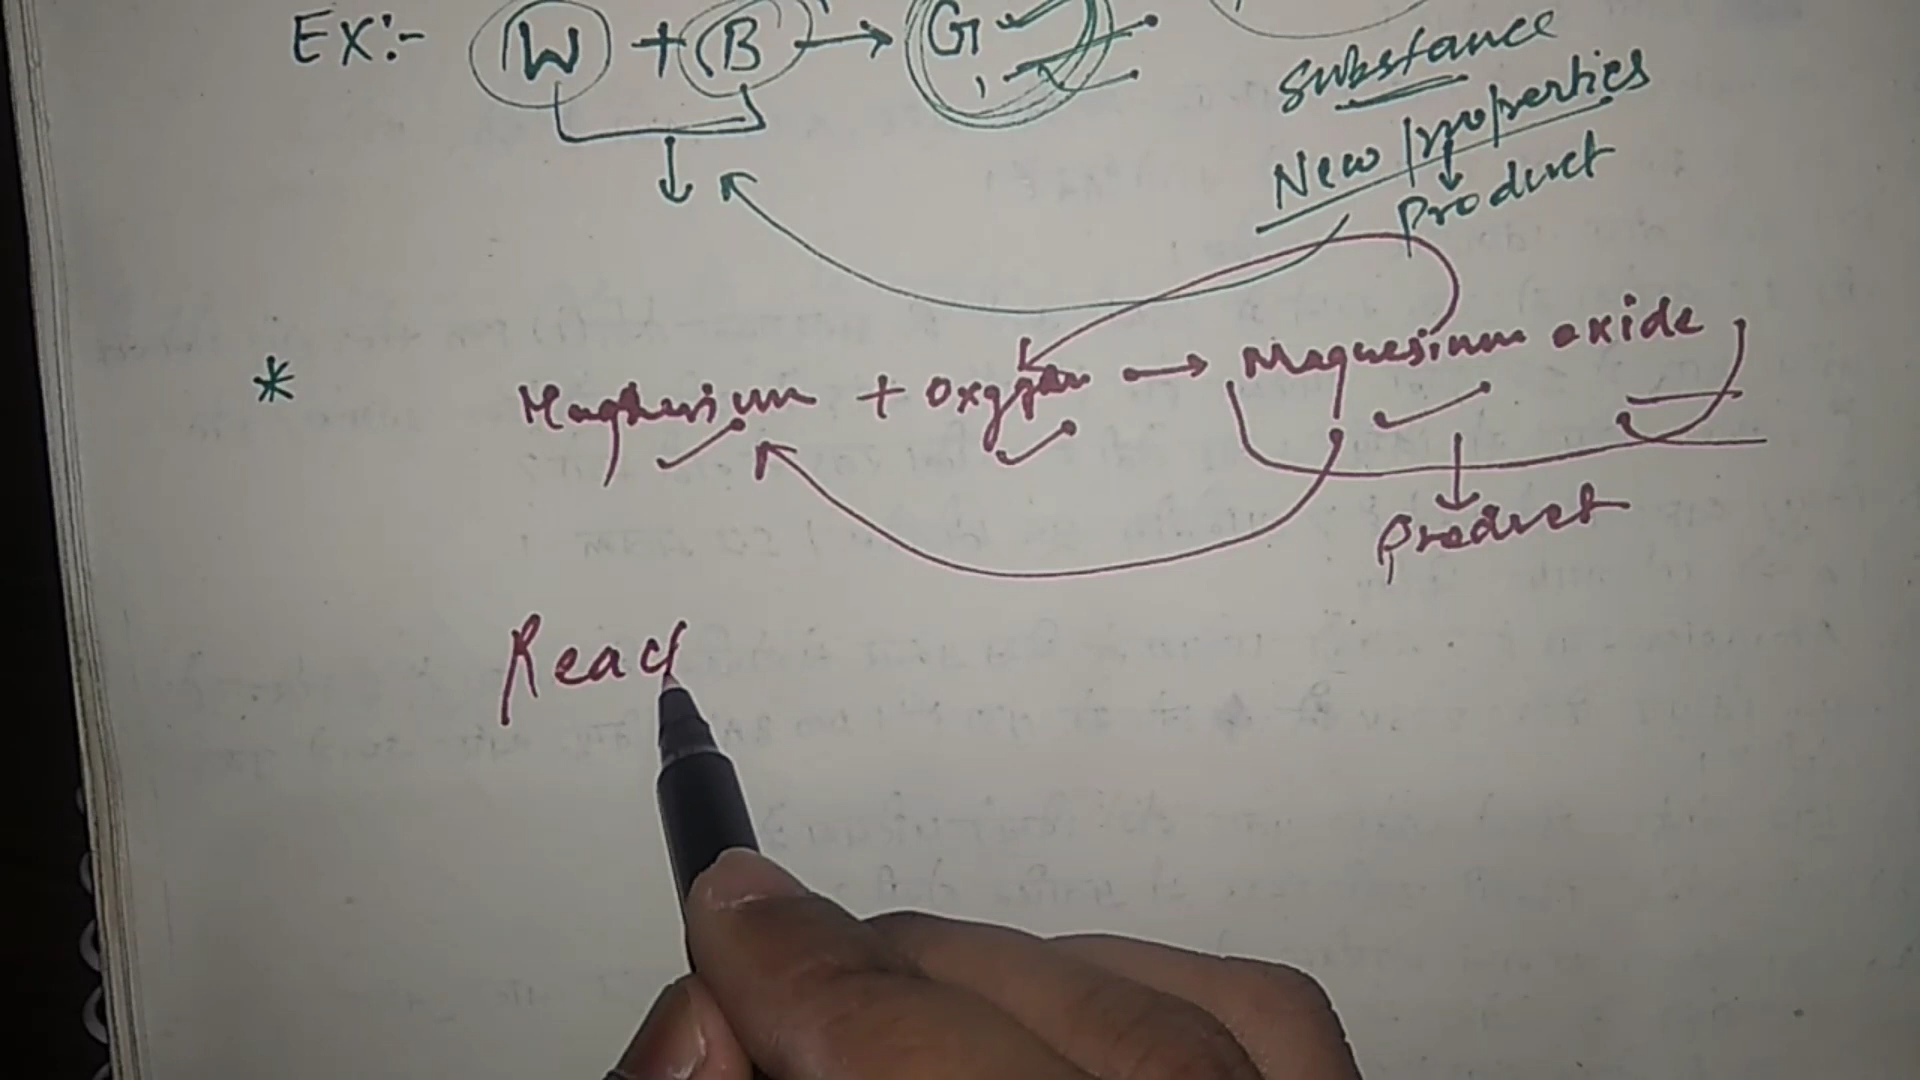 EX:- W + B → G
Substance
New properties
Product
* Magnesium + Oxygen → Magnesium oxide
Product
Reac